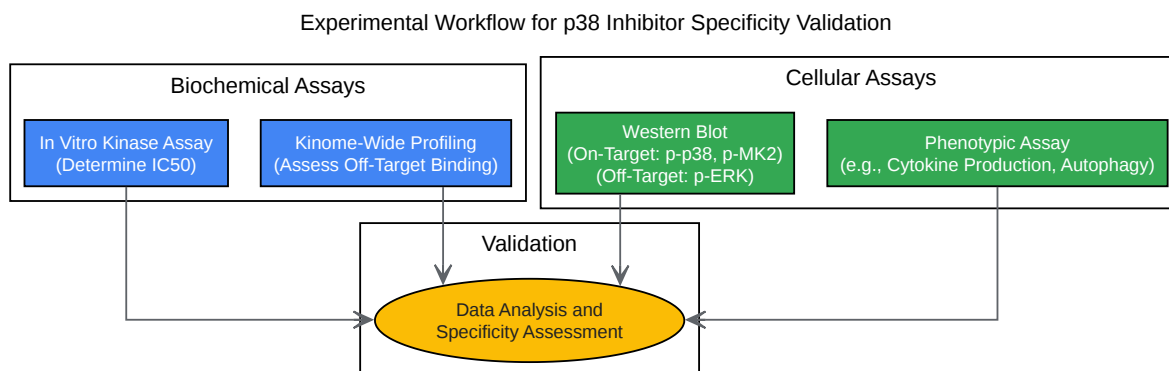 Experimental Workflow for p38 Inhibitor Specificity Validation
Biochemical Assays
In Vitro Kinase Assay
(Determine IC50)
Kinome-Wide Profiling
(Assess Off-Target Binding)
Cellular Assays
Western Blot
(On-Target: p-p38, p-MK2)
(Off-Target: p-ERK)
Phenotypic Assay
(e.g., Cytokine Production, Autophagy)
Validation
Data Analysis and
Specificity Assessment